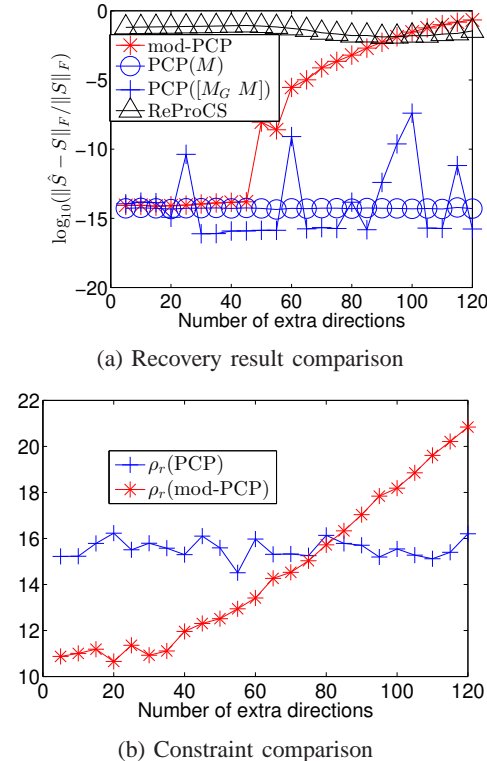 0
−5
−10
−15
−20
log₁₀(‖Ŝ − S‖_F/‖S‖_F)
mod-PCP
PCP(M)
PCP([M_G M])
ReProCS
0 20 40 60 80 100 120
Number of extra directions
(a) Recovery result comparison
22
20
18
16
14
12
10
ρ_r(PCP)
ρ_r(mod-PCP)
0 20 40 60 80 100 120
Number of extra directions
(b) Constraint comparison